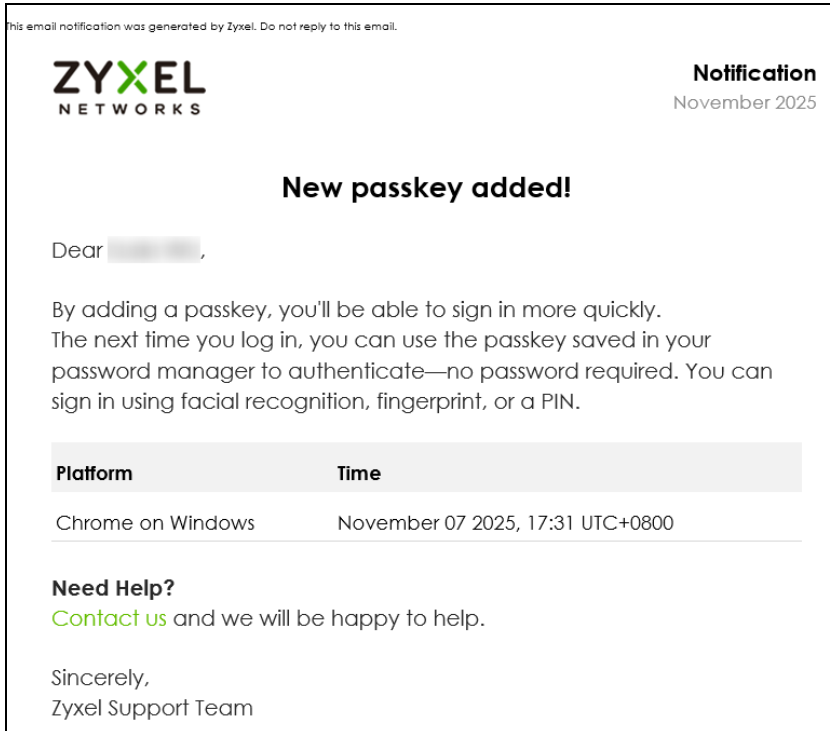 This email notification was generated by Zyxel. Do not reply to this email.
ZYXEL
NETWORKS
Notification
November 2025
New passkey added!
Dear ,
By adding a passkey, you'll be able to sign in more quickly.
The next time you log in, you can use the passkey saved in your
password manager to authenticate—no password required. You can
sign in using facial recognition, fingerprint, or a PIN.
Platform Time
Chrome on Windows November 07 2025, 17:31 UTC+0800
Need Help?
Contact us and we will be happy to help.
Sincerely,
Zyxel Support Team